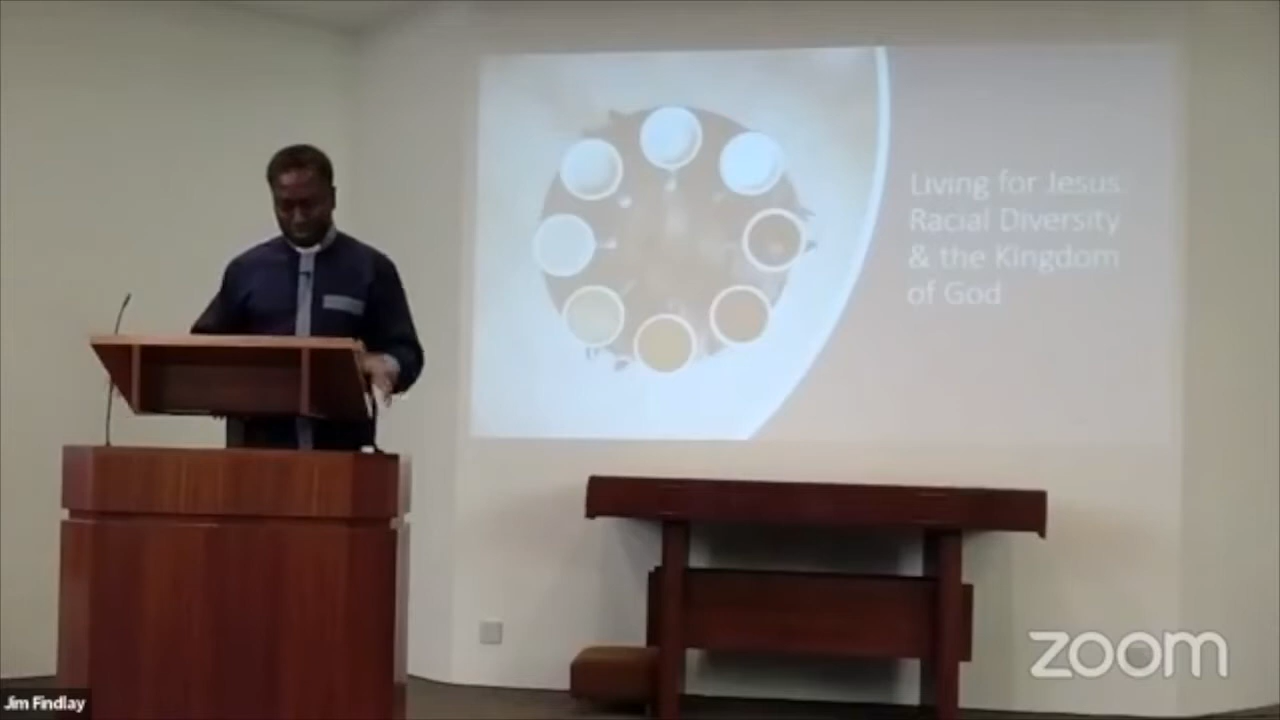 Living for Jesus
Racial Diversity
& the Kingdom
of God
zoom
Jim Findlay